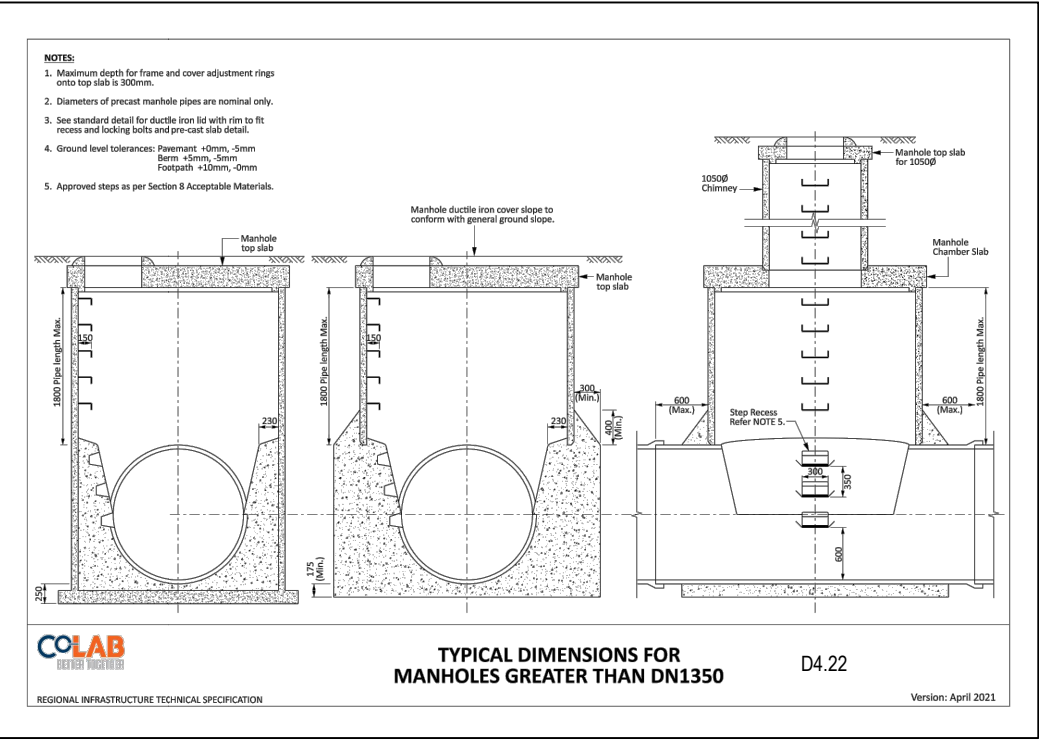 NOTES:
1. Maximum depth for frame and cover adjustment rings
onto top slab is 300mm.
2. Diameters of precast manhole pipes are nominal only.
3. See standard detail for ductile iron lid with rim to fit
recess and locking bolts and pre-cast slab detail.
4. Ground level tolerances: Pavemant +0mm, -5mm
Berm +5mm, -5mm
Footpath +10mm, -0mm
5. Approved steps as per Section 8 Acceptable Materials.
Manhole top slab
for 1050Ø
1050Ø
Chimney
Manhole ductile iron cover slope to
conform with general ground slope.
Manhole
top slab
Manhole
top slab
Manhole
Chamber Slab
1800 Pipe length Max.
150
230
250
1800 Pipe length Max.
150
300
(Min.)
230
400
(Min.)
175
(Min.)
600
(Max.)
Step Recess
Refer NOTE 5.
600
(Max.)
1800 Pipe length Max.
300
350
600
COLAB
BETTER TOGETHER
TYPICAL DIMENSIONS FOR
MANHOLES GREATER THAN DN1350
D4.22
REGIONAL INFRASTRUCTURE TECHNICAL SPECIFICATION
Version: April 2021